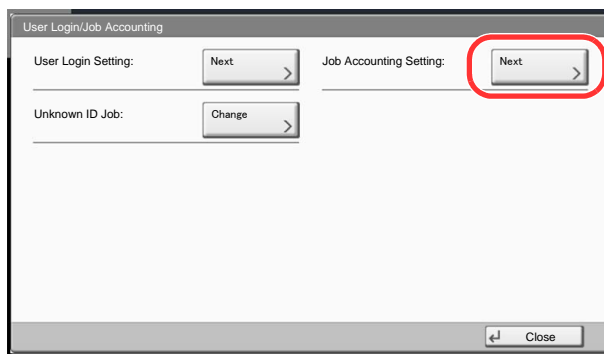 User Login/Job Accounting
User Login Setting: Next Job Accounting Setting: Next
Unknown ID Job: Change
Close